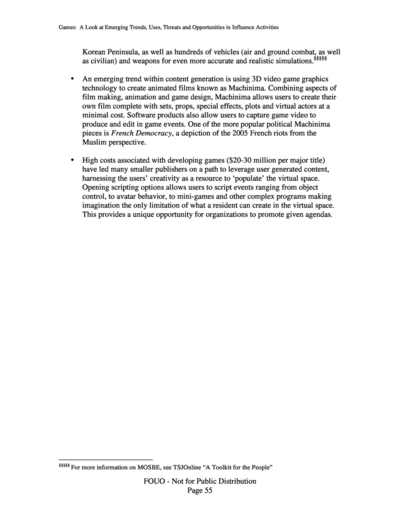 Games: A Look at Emerging Trends, Uses, Threats and Opportunities in Influence Activities
Korean Peninsula, as well as hundreds of vehicles (air and ground combat, as well
as civilian) and weapons for even more accurate and realistic simulations.§§§§§
• An emerging trend within content generation is using 3D video game graphics
technology to create animated films known as Machinima. Combining aspects of
film making, animation and game design, Machinima allows users to create their
own film complete with sets, props, special effects, plots and virtual actors at a
minimal cost. Software products also allow users to capture game video to
produce and edit in game events. One of the more popular political Machinima
pieces is French Democracy, a depiction of the 2005 French riots from the
Muslim perspective.
• High costs associated with developing games ($20-30 million per major title)
have led many smaller publishers on a path to leverage user generated content,
harnessing the users' creativity as a resource to 'populate' the virtual space.
Opening scripting options allows users to script events ranging from object
control, to avatar behavior, to mini-games and other complex programs making
imagination the only limitation of what a resident can create in the virtual space.
This provides a unique opportunity for organizations to promote given agendas.
§§§§§ For more information on MOSBE, see TSJOnline "A Toolkit for the People"
FOUO - Not for Public Distribution
Page 55